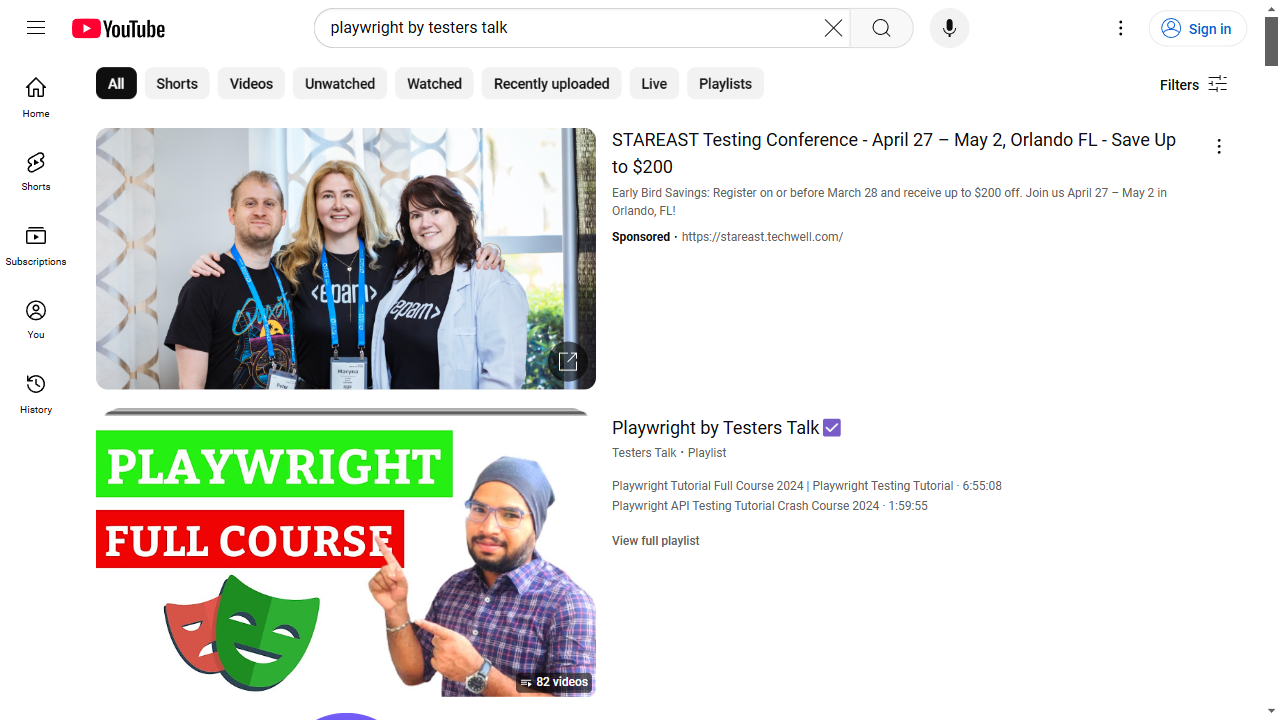 YouTube
playwright by testers talk
Sign in
All
Shorts
Videos
Unwatched
Watched
Recently uploaded
Live
Playlists
Filters
Home
Shorts
Subscriptions
You
History
<epam>
<epam>
STAREAST Testing Conference - April 27 – May 2, Orlando FL - Save Up
to $200
Early Bird Savings: Register on or before March 28 and receive up to $200 off. Join us April 27 – May 2 in
Orlando, FL!
Sponsored · https://stareast.techwell.com/
PLAYWRIGHT
FULL COURSE
82 videos
Playwright by Testers Talk☑
Testers Talk · Playlist
Playwright Tutorial Full Course 2024 | Playwright Testing Tutorial · 6:55:08
Playwright API Testing Tutorial Crash Course 2024 · 1:59:55
View full playlist